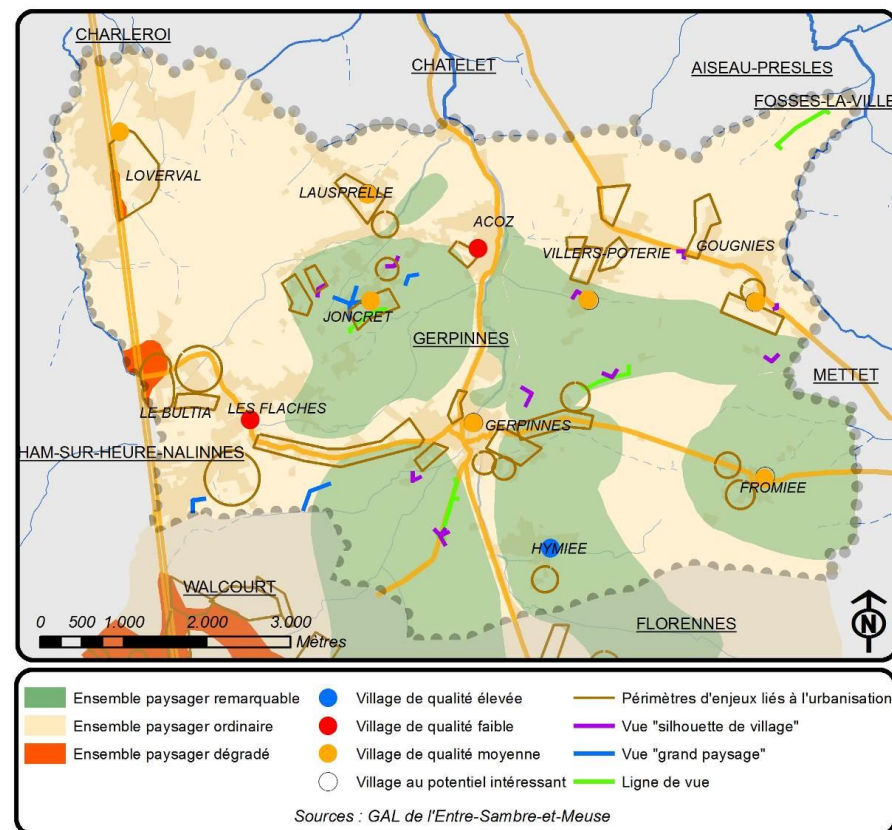 CHARLEROI
CHATELET
AISEAU-PRESLES
FOSSES-LA-VILLE
LOVERVAL
LAUSPRELLE
ACOZ
VILLERS-POTERIE
GOUGNIES
JONCRET
GERPINNES
METTET
LE BULTIA
LES FLACHES
GERPINNES
HAM-SUR-HEURE-NALINNES
FROMIEE
HYMIEE
WALCOURT
FLORENNES
0 500 1.000 2.000 3.000
Mètres
N
Ensemble paysager remarquable
Ensemble paysager ordinaire
Ensemble paysager dégradé
Village de qualité élevée
Village de qualité faible
Village de qualité moyenne
Village au potentiel intéressant
Périmètres d'enjeux liés à l'urbanisation
Vue "silhouette de village"
Vue "grand paysage"
Ligne de vue
Sources : GAL de l'Entre-Sambre-et-Meuse